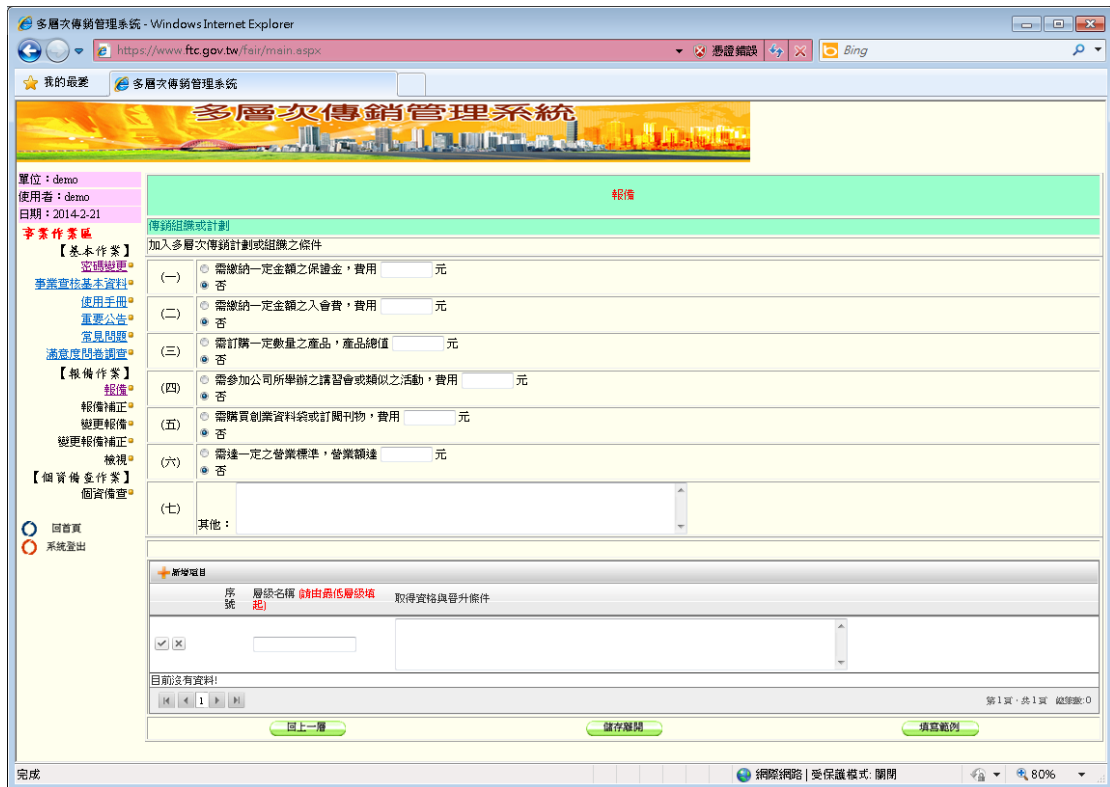 多層次傳銷管理系統 - Windows Internet Explorer
https://www.ftc.gov.tw/fair/main.aspx
憑證錯誤
Bing
我的最愛
多層次傳銷管理系統
多層次傳銷管理系統
單位：demo
使用者：demo
日期：2014-2-21
事業作業區
【基本作業】
密碼變更
事業查核基本資料
使用手冊
重要公告
常見問題
滿意度問卷調查
【報備作業】
報備
報備補正
變更報備
變更報備補正
檢視
【個資備查作業】
個資備查
回首頁
系統登出
報備
傳銷組織或計劃
加入多層次傳銷計劃或組織之條件
(一) 需繳納一定金額之保證金，費用 元
否
(二) 需繳納一定金額之入會費，費用 元
否
(三) 需訂購一定數量之產品，產品總值 元
否
(四) 需參加公司所舉辦之講習會或類似之活動，費用 元
否
(五) 需購買創業資料袋或訂閱刊物，費用 元
否
(六) 需達一定之營業標準，營業額達 元
否
(七) 其他：
新增項目
序號 層級名稱 (請由最低層級填起) 取得資格與晉升條件
目前沒有資料!
1
第1頁，共1頁 總筆數:0
回上一層 儲存離開 填寫範例
完成
網際網路 | 受保護模式: 關閉
80%